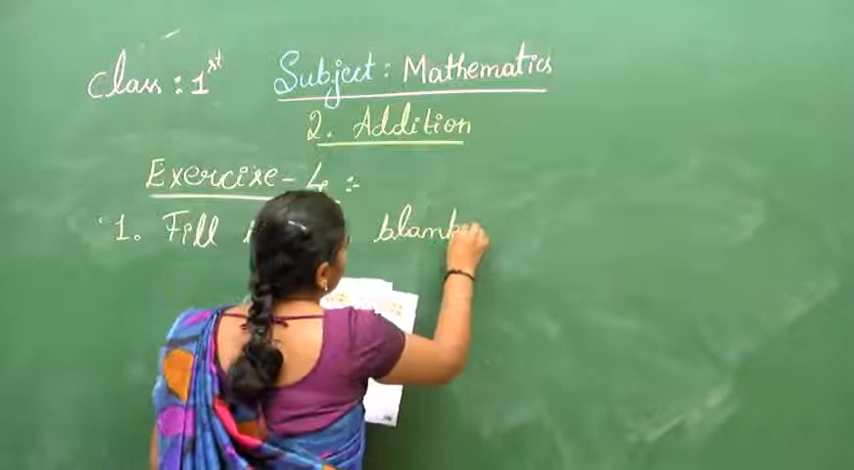 Class : 1st Subject : Mathematics
2. Addition
Exercise - 4 :-
1. Fill blank